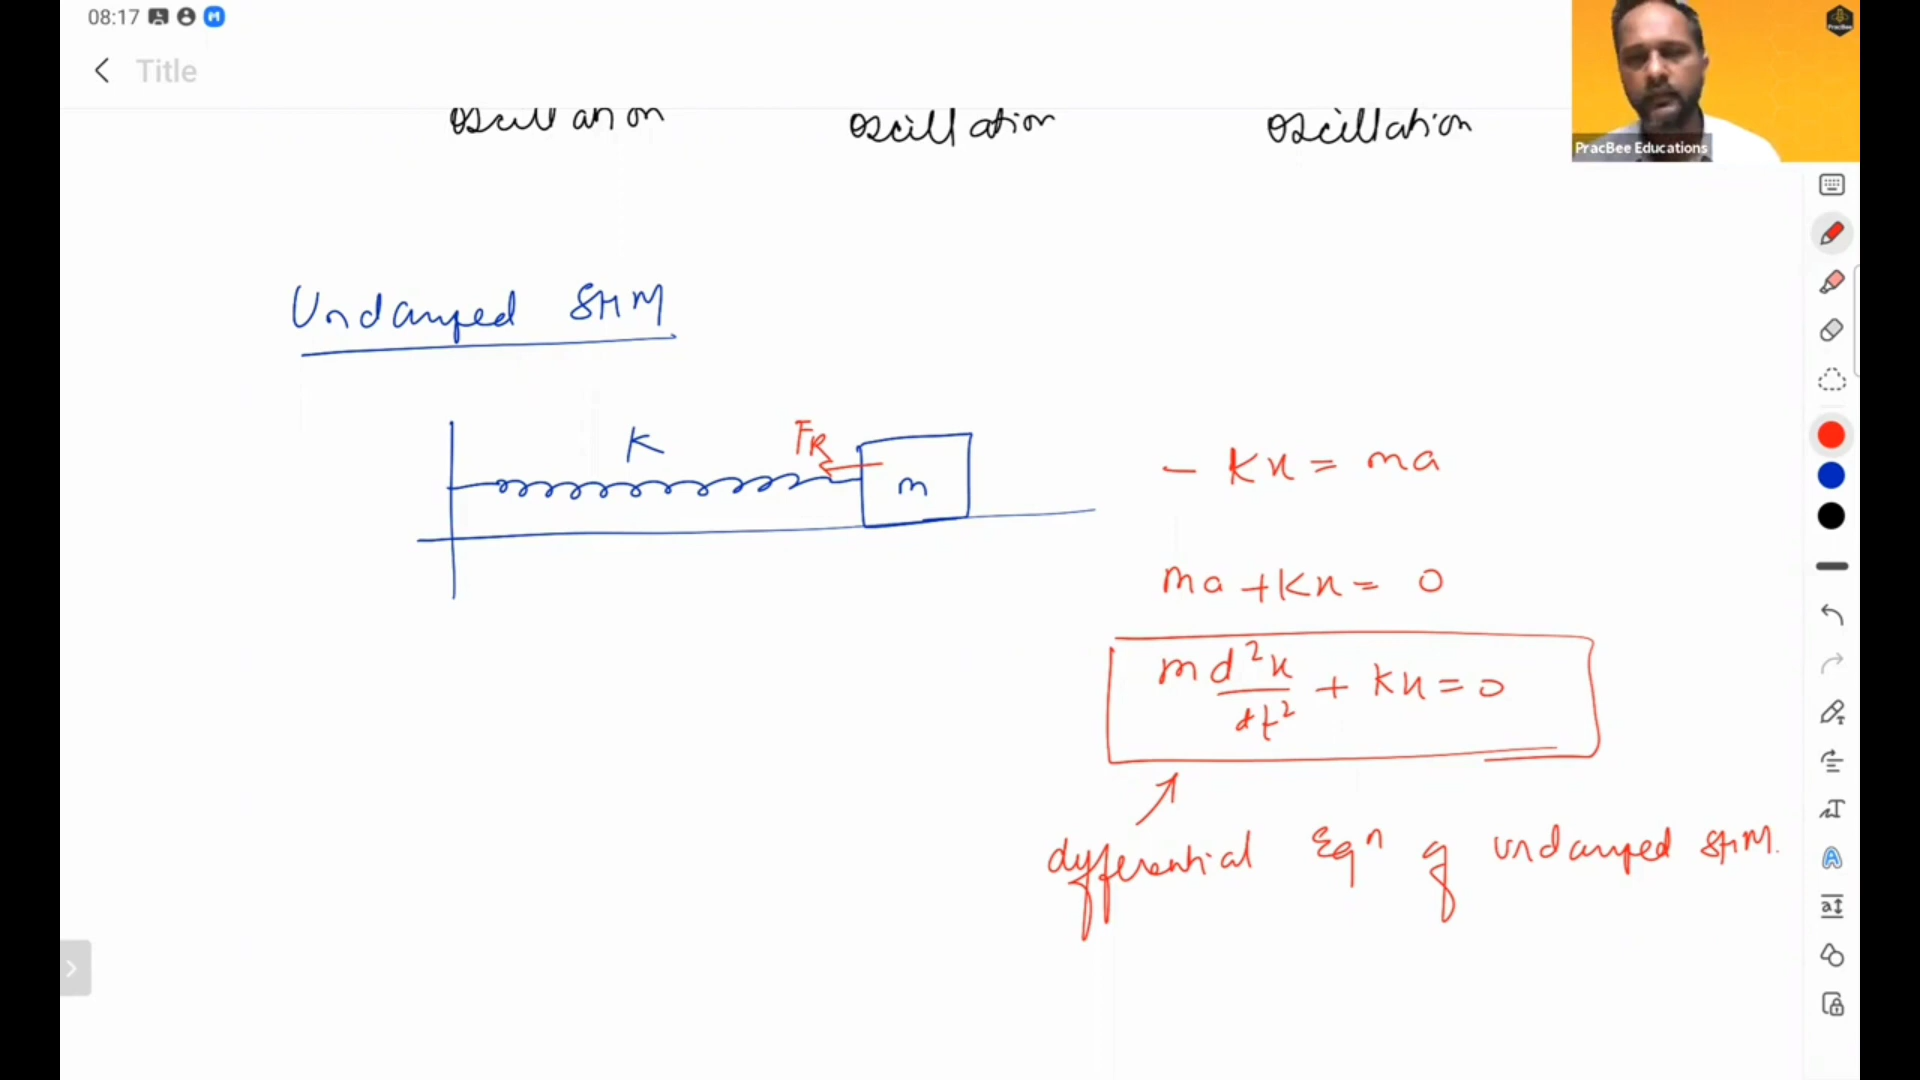 08:17
Title
PracBee Educations
oscillation oscillation oscillation
Undamped SHM
K
FR
m
- Kx = ma
ma + Kx = 0
m d²x/dt² + Kx = 0
differential Eqn of undamped SHM.